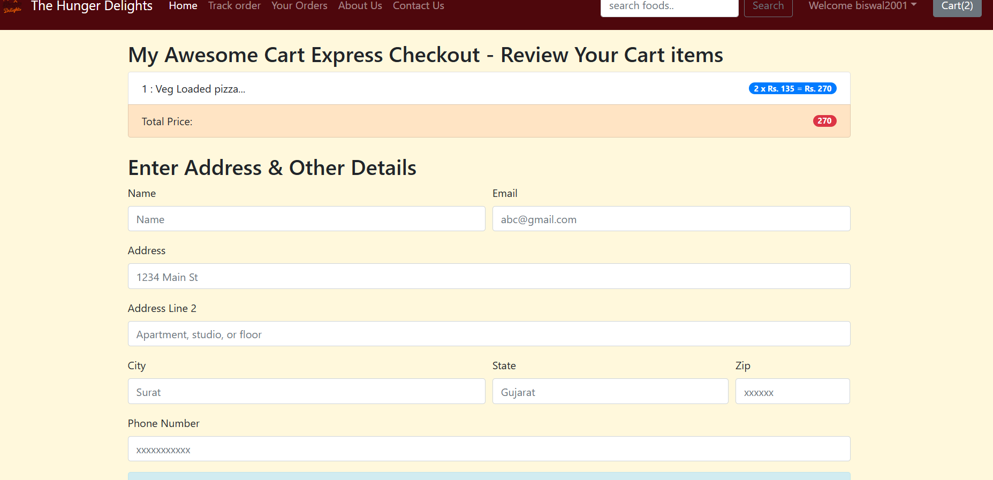 The Hunger Delights Home Track order Your Orders About Us Contact Us search foods.. Search Welcome biswal2001 Cart(2)
My Awesome Cart Express Checkout - Review Your Cart items
1 : Veg Loaded pizza... 2 x Rs. 135 = Rs. 270
Total Price: 270
Enter Address & Other Details
Name Email
Name abc@gmail.com
Address
1234 Main St
Address Line 2
Apartment, studio, or floor
City State Zip
Surat Gujarat xxxxxx
Phone Number
xxxxxxxxxxx